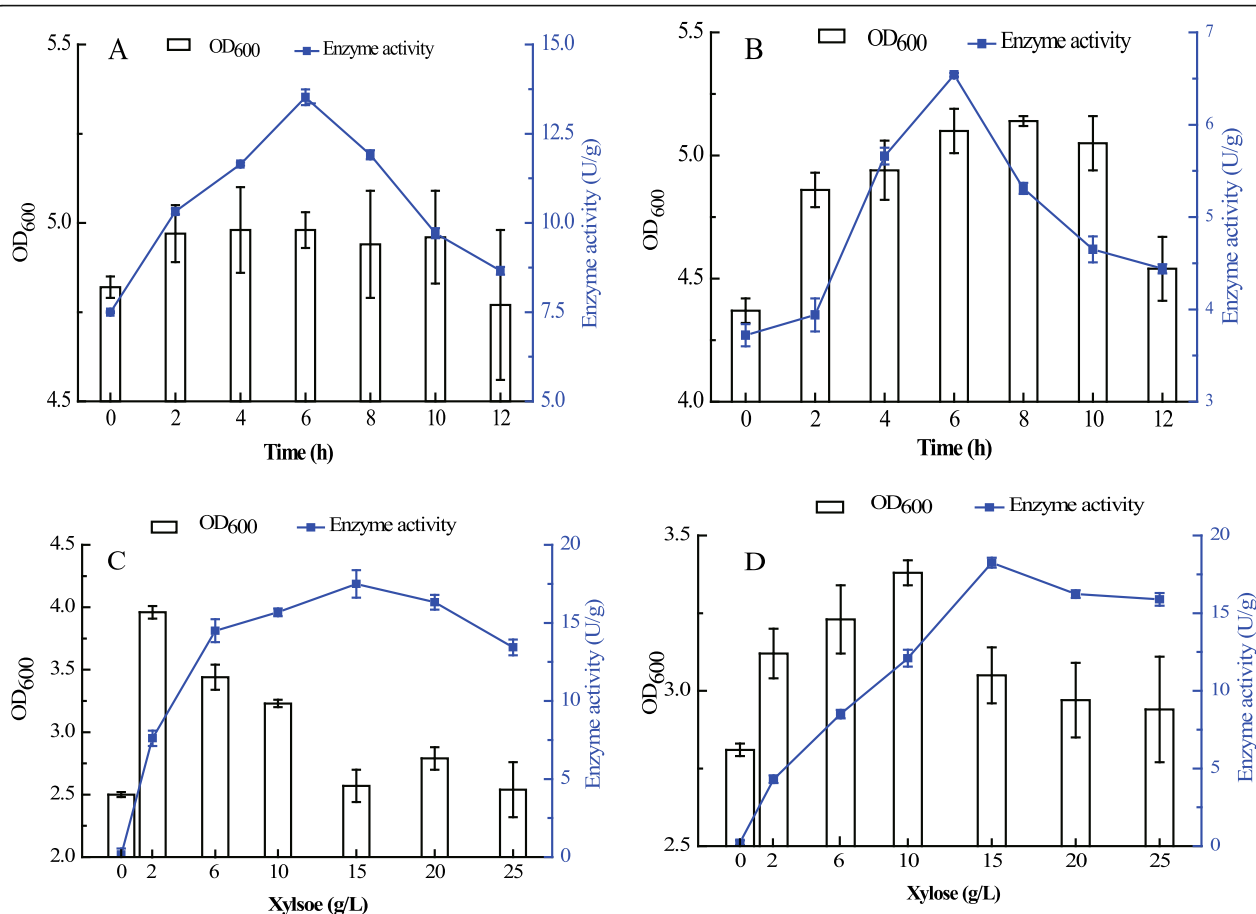 A
OD600
Enzyme activity
5.5
5.0
4.5
OD600
15.0
12.5
10.0
7.5
5.0
Enzyme activity (U/g)
0 2 4 6 8 10 12
Time (h)
B
OD600
Enzyme activity
5.5
5.0
4.5
4.0
OD600
7
6
5
4
3
Enzyme activity (U/g)
0 2 4 6 8 10 12
Time (h)
C
OD600
Enzyme activity
4.5
4.0
3.5
3.0
2.5
2.0
OD600
20
15
10
5
0
Enzyme activity (U/g)
0 2 6 10 15 20 25
Xylsoe (g/L)
D
OD600
Enzyme activity
3.5
3.0
2.5
OD600
20
15
10
5
0
Enzyme activity (U/g)
0 2 6 10 15 20 25
Xylose (g/L)